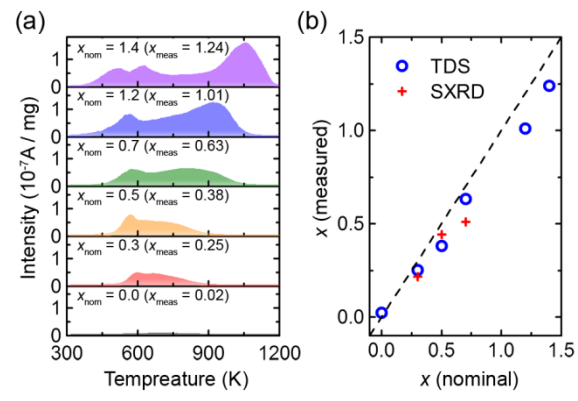 (a)
x_nom = 1.4 (x_meas = 1.24)
1
0
x_nom = 1.2 (x_meas = 1.01)
1
0
x_nom = 0.7 (x_meas = 0.63)
1
0
x_nom = 0.5 (x_meas = 0.38)
1
0
x_nom = 0.3 (x_meas = 0.25)
1
0
x_nom = 0.0 (x_meas = 0.02)
1
0
Intensity (10⁻⁷A / mg)
300 600 900 1200
Tempreature (K)
(b)
TDS
SXRD
1.5
1.0
0.5
0.0
x (measured)
0.0 0.5 1.0 1.5
x (nominal)